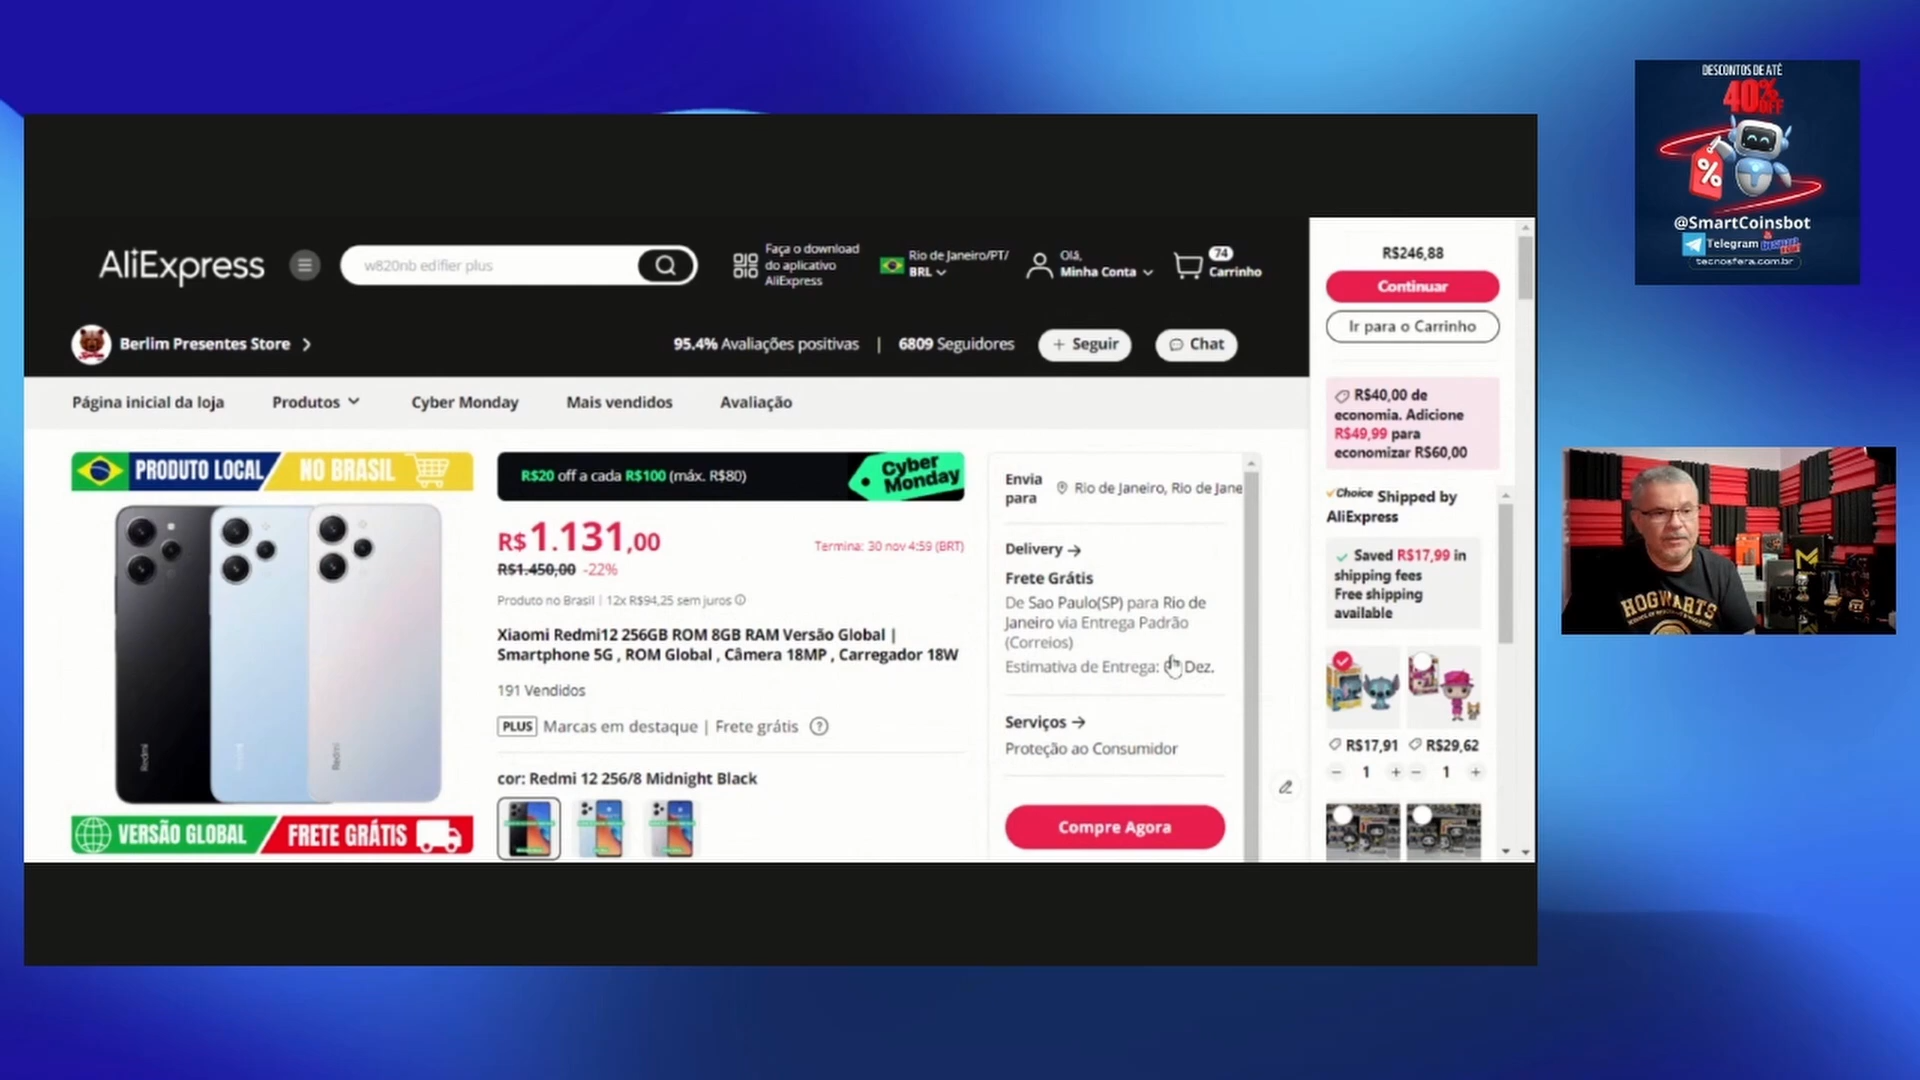 DESCONTOS DE ATÉ
40%
OFF
%
@SmartCoinsbot
Telegram
tecnosfera.com.br
AliExpress
w820nb edifier plus
Faça o download
do aplicativo
AliExpress
Rio de Janeiro/PT/
BRL
Olá,
Minha Conta
74
Carrinho
Berlim Presentes Store
95.4% Avaliações positivas | 6809 Seguidores
+ Seguir
Chat
Página inicial da loja
Produtos
Cyber Monday
Mais vendidos
Avaliação
PRODUTO LOCAL NO BRASIL
Redmi
Redmi
Redmi
VERSÃO GLOBAL FRETE GRÁTIS
R$20 off a cada R$100 (máx. R$80)
Cyber
Monday
R$1.131,00
Termina: 30 nov 4:59 (BRT)
R$1.450,00 -22%
Produto no Brasil | 12x R$94,25 sem juros
Xiaomi Redmi12 256GB ROM 8GB RAM Versão Global |
Smartphone 5G , ROM Global , Câmera 18MP , Carregador 18W
191 Vendidos
PLUS Marcas em destaque | Frete grátis ?
cor: Redmi 12 256/8 Midnight Black
Envia
para
Rio de Janeiro, Rio de Jane
Delivery →
Frete Grátis
De Sao Paulo(SP) para Rio de
Janeiro via Entrega Padrão
(Correios)
Estimativa de Entrega: Dez.
Serviços →
Proteção ao Consumidor
Compre Agora
R$246,88
Continuar
Ir para o Carrinho
R$40,00 de
economia. Adicione
R$49,99 para
economizar R$60,00
Choice Shipped by
AliExpress
Saved R$17,99 in
shipping fees
Free shipping
available
R$17,91 R$29,62
− 1 + − 1 +
HOGWARTS